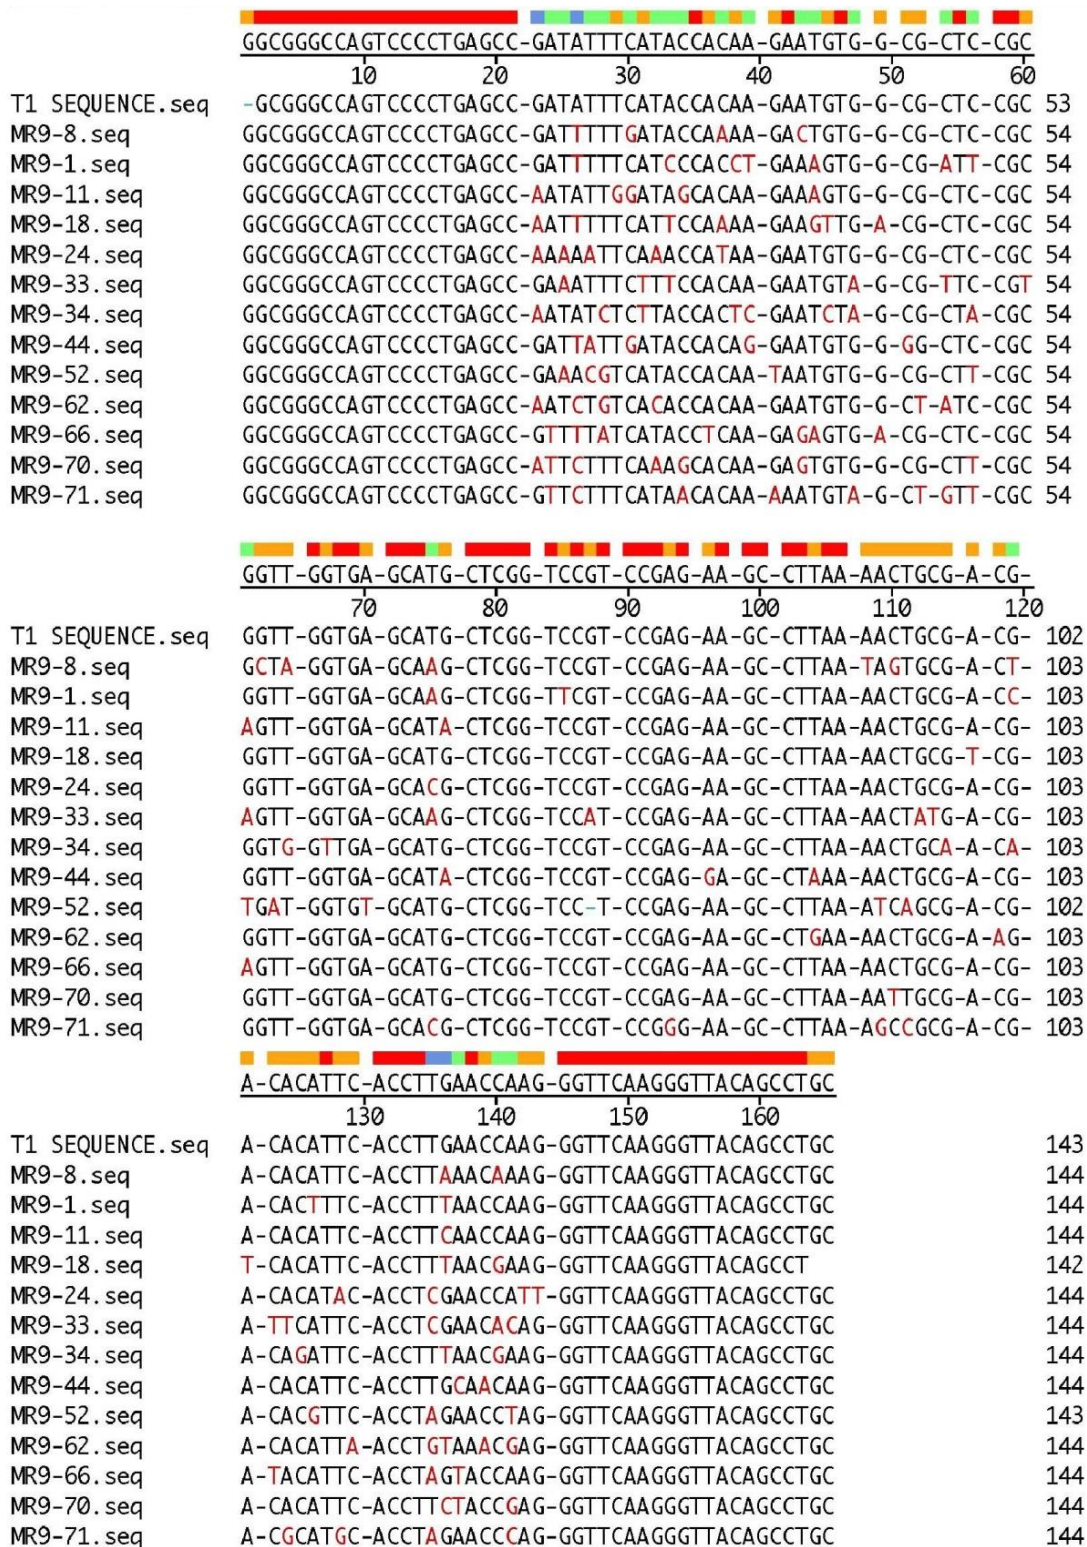 GGCGGGCCAGTCCCCTGAGCC-GATATTTCATACCACAA-GAATGTG-G-CG-CTC-CGC
10 20 30 40 50 60
T1 SEQUENCE.seq -GCGGGCCAGTCCCCTGAGCC-GATATTTCATACCACAA-GAATGTG-G-CG-CTC-CGC 53
MR9-8.seq GGCGGGCCAGTCCCCTGAGCC-GATTTTTGATACCAAAA-GACTGTG-G-CG-CTC-CGC 54
MR9-1.seq GGCGGGCCAGTCCCCTGAGCC-GATTTTTCATCCCACCT-GAAAGTG-G-CG-ATT-CGC 54
MR9-11.seq GGCGGGCCAGTCCCCTGAGCC-AATATTGGATAGCACAA-GAAAGTG-G-CG-CTC-CGC 54
MR9-18.seq GGCGGGCCAGTCCCCTGAGCC-AATTTTTCATTCCAAAA-GAAGTTG-A-CG-CTC-CGC 54
MR9-24.seq GGCGGGCCAGTCCCCTGAGCC-AAAAATTCAAACCATAA-GAATGTG-G-CG-CTC-CGC 54
MR9-33.seq GGCGGGCCAGTCCCCTGAGCC-GAAATTTCTTTCCACAA-GAATGTA-G-CG-TTC-CGT 54
MR9-34.seq GGCGGGCCAGTCCCCTGAGCC-AATATCTCTTACCACTC-GAATCTA-G-CG-CTA-CGC 54
MR9-44.seq GGCGGGCCAGTCCCCTGAGCC-GATTATTGATACCACAG-GAATGTG-G-GG-CTC-CGC 54
MR9-52.seq GGCGGGCCAGTCCCCTGAGCC-GAAACGTCATACCACAA-TAATGTG-G-CG-CTT-CGC 54
MR9-62.seq GGCGGGCCAGTCCCCTGAGCC-AATCTGTCACACCACAA-GAATGTG-G-CT-ATC-CGC 54
MR9-66.seq GGCGGGCCAGTCCCCTGAGCC-GTTTTATCATACCTCAA-GAGAGTG-A-CG-CTC-CGC 54
MR9-70.seq GGCGGGCCAGTCCCCTGAGCC-ATTCTTTCAAAGCACAA-GAGTGTG-G-CG-CTT-CGC 54
MR9-71.seq GGCGGGCCAGTCCCCTGAGCC-GTTCTTTCATAACACAA-AAATGTA-G-CT-GTT-CGC 54
GGTT-GGTGA-GCATG-CTCGG-TCCGT-CCGAG-AA-GC-CTTAA-AACTGCG-A-CG-
70 80 90 100 110 120
T1 SEQUENCE.seq GGTT-GGTGA-GCATG-CTCGG-TCCGT-CCGAG-AA-GC-CTTAA-AACTGCG-A-CG- 102
MR9-8.seq GCTA-GGTGA-GCAAG-CTCGG-TCCGT-CCGAG-AA-GC-CTTAA-TAGTGCG-A-CT- 103
MR9-1.seq GGTT-GGTGA-GCAAG-CTCGG-TTCGT-CCGAG-AA-GC-CTTAA-AACTGCG-A-CC- 103
MR9-11.seq AGTT-GGTGA-GCATA-CTCGG-TCCGT-CCGAG-AA-GC-CTTAA-AACTGCG-A-CG- 103
MR9-18.seq GGTT-GGTGA-GCATG-CTCGG-TCCGT-CCGAG-AA-GC-CTTAA-AACTGCG-T-CG- 103
MR9-24.seq GGTT-GGTGA-GCACG-CTCGG-TCCGT-CCGAG-AA-GC-CTTAA-AACTGCG-A-CG- 103
MR9-33.seq AGTT-GGTGA-GCAAG-CTCGG-TCCAT-CCGAG-AA-GC-CTTAA-AACTATG-A-CG- 103
MR9-34.seq GGTG-GTTGA-GCATG-CTCGG-TCCGT-CCGAG-AA-GC-CTTAA-AACTGCA-A-CA- 103
MR9-44.seq GGTT-GGTGA-GCATA-CTCGG-TCCGT-CCGAG-GA-GC-CTAAA-AACTGCG-A-CG- 103
MR9-52.seq TGAT-GGTGT-GCATG-CTCGG-TCC-T-CCGAG-AA-GC-CTTAA-ATCAGCG-A-CG- 102
MR9-62.seq GGTT-GGTGA-GCATG-CTCGG-TCCGT-CCGAG-AA-GC-CTGAA-AACTGCG-A-AG- 103
MR9-66.seq AGTT-GGTGA-GCATG-CTCGG-TCCGT-CCGAG-AA-GC-CTTAA-AACTGCG-A-CG- 103
MR9-70.seq GGTT-GGTGA-GCATG-CTCGG-TCCGT-CCGAG-AA-GC-CTTAA-AATTGCG-A-CG- 103
MR9-71.seq GGTT-GGTGA-GCACG-CTCGG-TCCGT-CCGGG-AA-GC-CTTAA-AGCCGCG-A-CG- 103
A-CACATTC-ACCTTGAACCAAG-GGTTCAAGGGTTACAGCCTGC
130 140 150 160
T1 SEQUENCE.seq A-CACATTC-ACCTTGAACCAAG-GGTTCAAGGGTTACAGCCTGC 143
MR9-8.seq A-CACATTC-ACCTTAAACAAAG-GGTTCAAGGGTTACAGCCTGC 144
MR9-1.seq A-CACTTTC-ACCTTTAACCAAG-GGTTCAAGGGTTACAGCCTGC 144
MR9-11.seq A-CACATTC-ACCTTCAACCAAG-GGTTCAAGGGTTACAGCCTGC 144
MR9-18.seq T-CACATTC-ACCTTTAACGAAG-GGTTCAAGGGTTACAGCCT 142
MR9-24.seq A-CACATAC-ACCTCGAACCATT-GGTTCAAGGGTTACAGCCTGC 144
MR9-33.seq A-TTCATTC-ACCTCGAACACAG-GGTTCAAGGGTTACAGCCTGC 144
MR9-34.seq A-CAGATTC-ACCTTTAACGAAG-GGTTCAAGGGTTACAGCCTGC 144
MR9-44.seq A-CACATTC-ACCTTGCAACAAG-GGTTCAAGGGTTACAGCCTGC 144
MR9-52.seq A-CACGTTC-ACCTAGAACCTAG-GGTTCAAGGGTTACAGCCTGC 143
MR9-62.seq A-CACATTA-ACCTGTAAACGAG-GGTTCAAGGGTTACAGCCTGC 144
MR9-66.seq A-TACATTC-ACCTAGTACCAAG-GGTTCAAGGGTTACAGCCTGC 144
MR9-70.seq A-CACATTC-ACCTTCTACCGAG-GGTTCAAGGGTTACAGCCTGC 144
MR9-71.seq A-CGCATGC-ACCTAGAACCCAG-GGTTCAAGGGTTACAGCCTGC 144